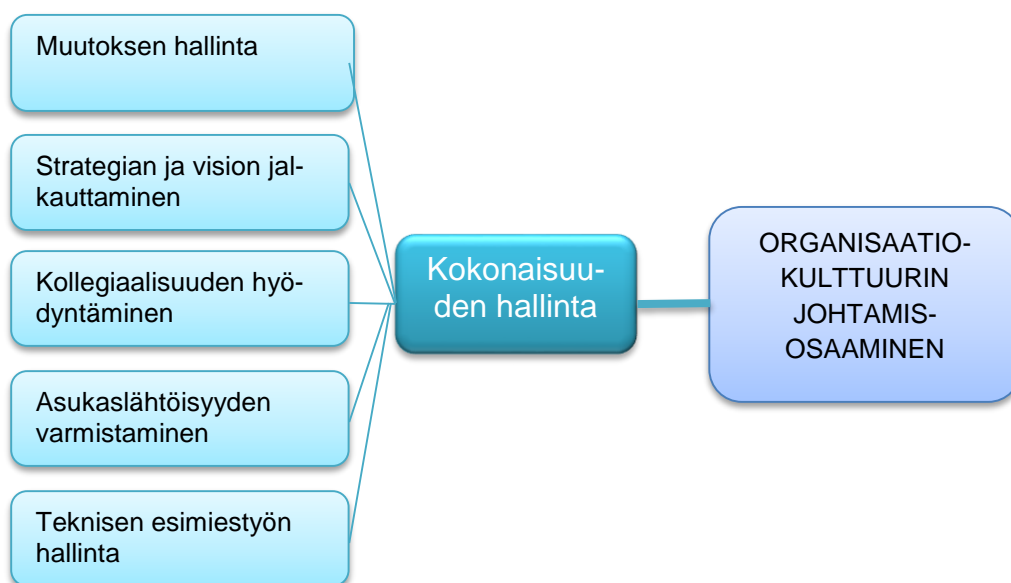 Muutoksen hallinta
Strategian ja vision jal-
kauttaminen
Kollegiaalisuuden hyö-
dyntäminen
Asukaslähtöisyyden
varmistaminen
Teknisen esimiestyön
hallinta
Kokonaisuu-
den hallinta
ORGANISAATIO-
KULTTUURIN
JOHTAMIS-
OSAAMINEN